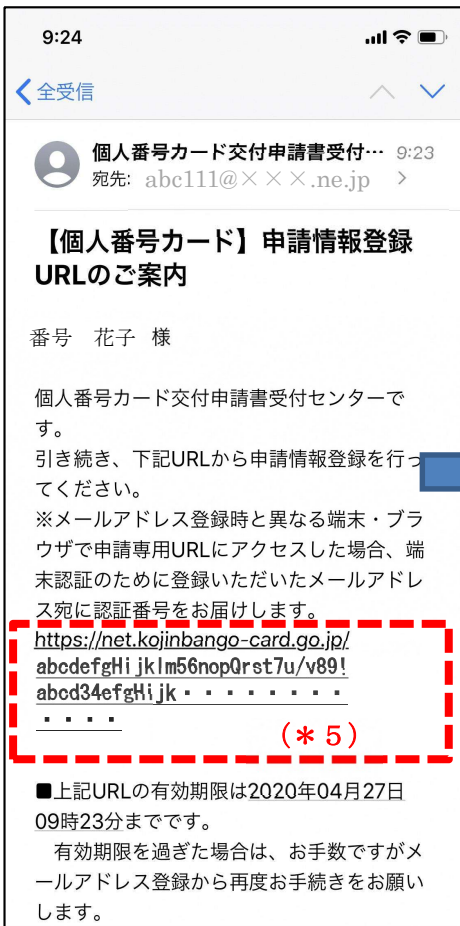 9:24
全受信
個人番号カード交付申請書受付… 9:23
宛先: abc111@×××.ne.jp
【個人番号カード】申請情報登録
URLのご案内
番号 花子 様
個人番号カード交付申請書受付センターで
す。
引き続き、下記URLから申請情報登録を行っ
てください。
※メールアドレス登録時と異なる端末・ブラ
ウザで申請専用URLにアクセスした場合、端
末認証のために登録いただいたメールアドレ
ス宛に認証番号をお届けします。
https://net.kojinbango-card.go.jp/
abcdefgHijklm56nopQrst7u/v89!
abcd34efgHijk・・・・・・・・
・・・・
(*5)
■上記URLの有効期限は2020年04月27日
09時23分までです。
有効期限を過ぎた場合は、お手数ですがメ
ールアドレス登録から再度お手続きをお願い
します。